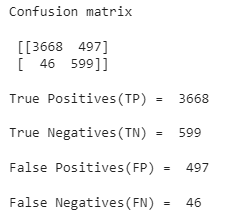 Confusion matrix
[[3668 497]
[ 46 599]]
True Positives(TP) = 3668
True Negatives(TN) = 599
False Positives(FP) = 497
False Negatives(FN) = 46